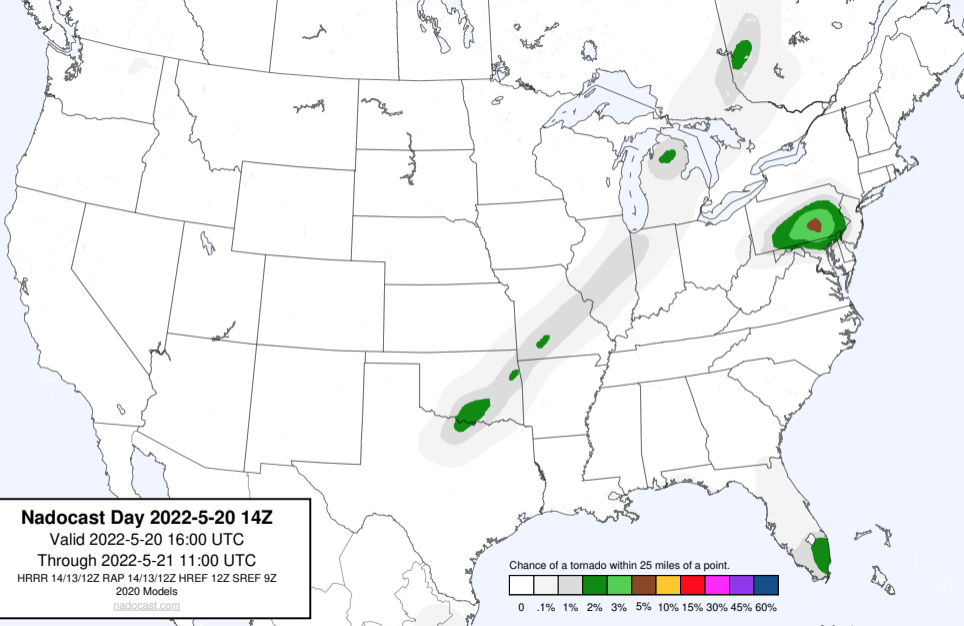 Nadocast Day 2022-5-20 14Z
Valid 2022-5-20 16:00 UTC
Through 2022-5-21 11:00 UTC
HRRR 14/13/12Z RAP 14/13/12Z HREF 12Z SREF 9Z
2020 Models
nadocast.com
Chance of a tornado within 25 miles of a point.
0 .1% 1% 2% 3% 5% 10% 15% 30% 45% 60%